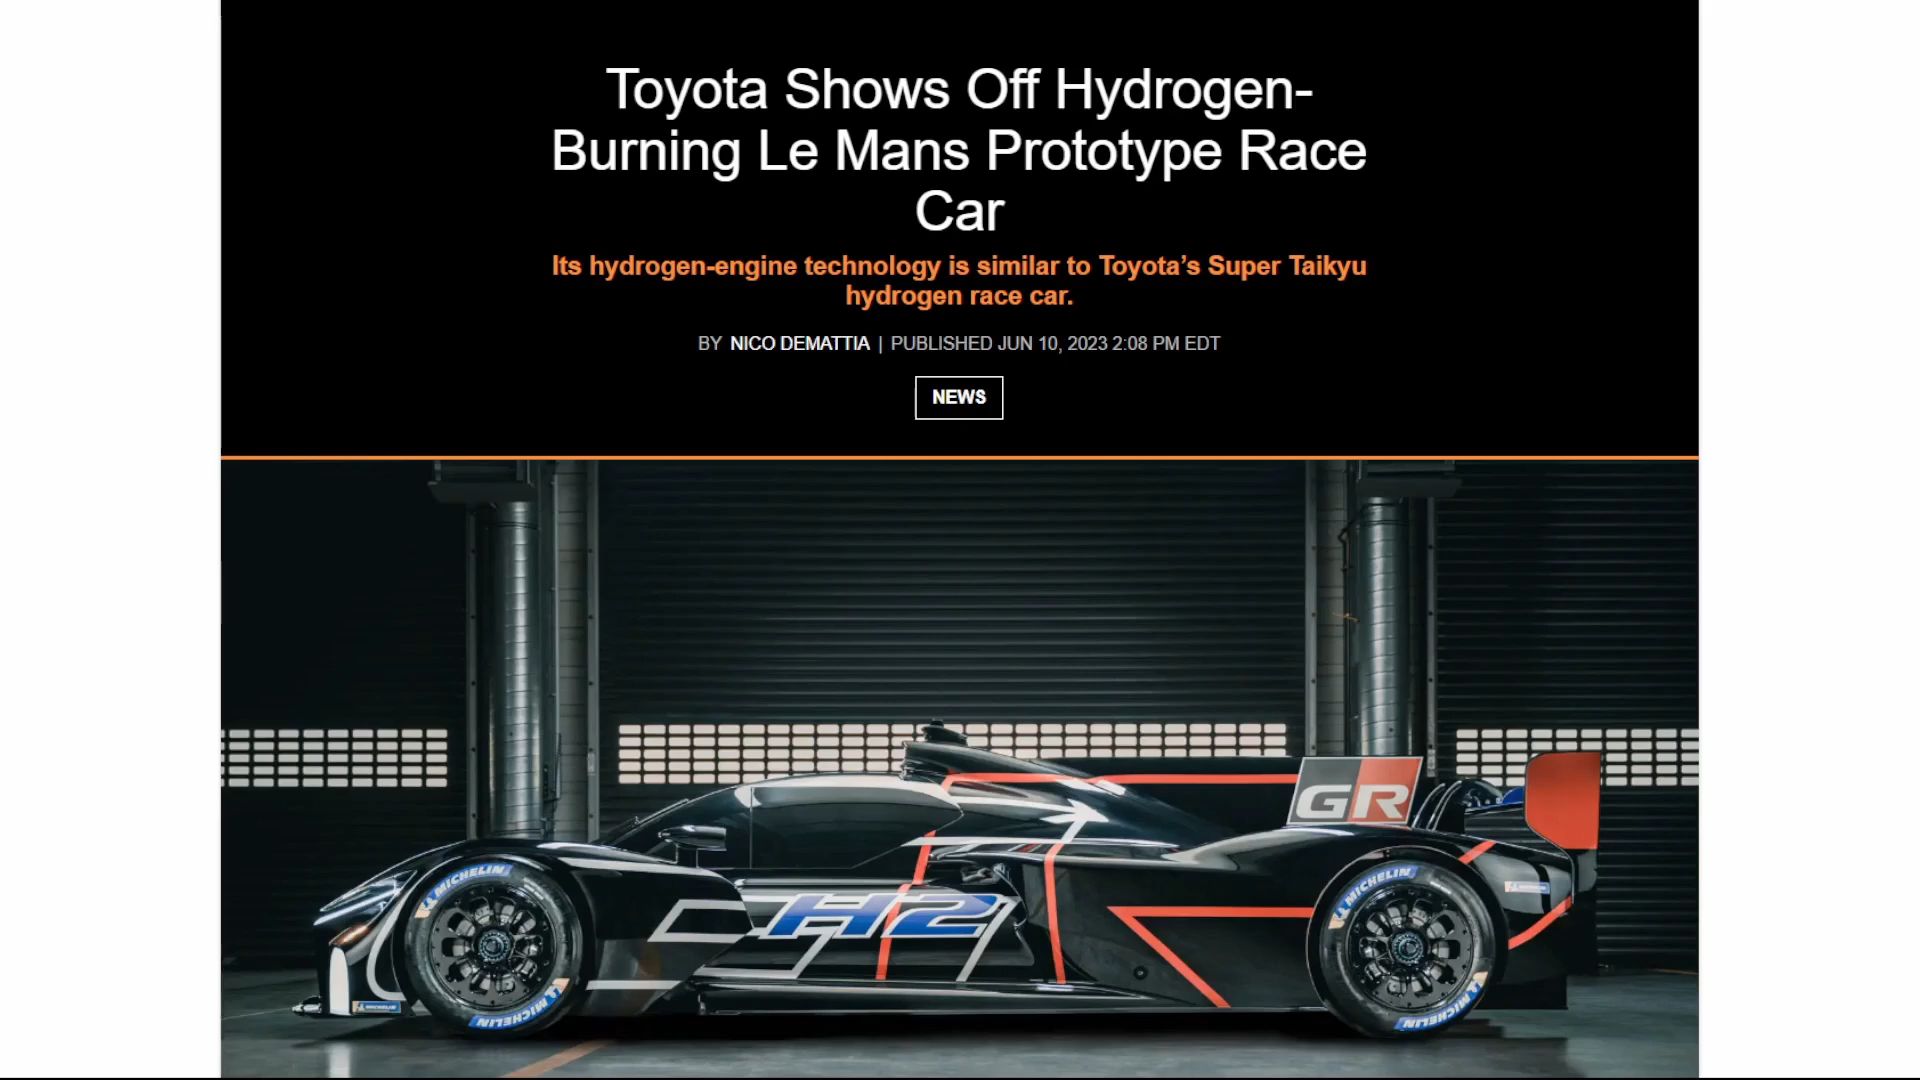 Toyota Shows Off Hydrogen-
Burning Le Mans Prototype Race
Car
Its hydrogen-engine technology is similar to Toyota’s Super Taikyu
hydrogen race car.
BY NICO DEMATTIA | PUBLISHED JUN 10, 2023 2:08 PM EDT
NEWS
GR
MICHELIN
MICHELIN
MICHELIN
H2
MICHELIN
MICHELIN
MICHELIN